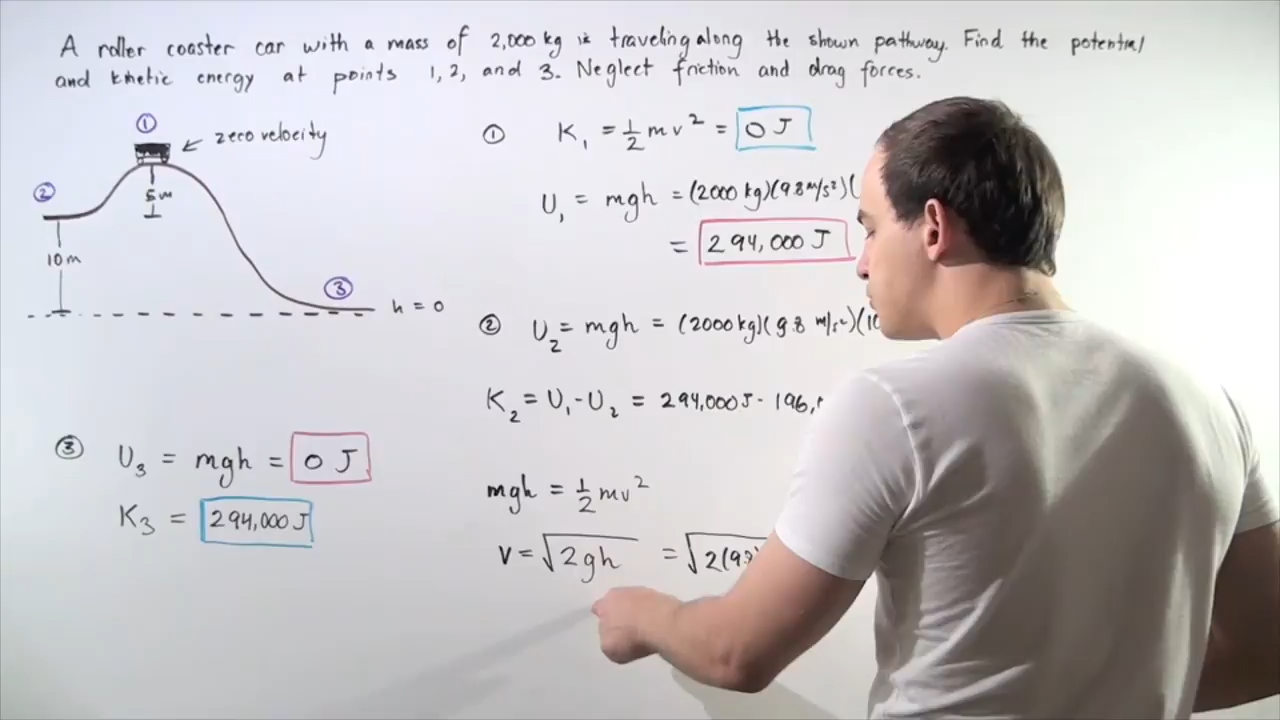 A roller coaster car with a mass of 2,000 kg is traveling along the shown pathway. Find the potential
and kinetic energy at points 1, 2, and 3. Neglect friction and drag forces.
①
zero velocity
②
5m
10m
③
h = 0
① K₁ = ½ m v² = 0 J
U₁ = mgh = (2000 kg)(9.8 m/s²)(
= 294,000 J
② U₂ = mgh = (2000 kg)(9.8 m/s²)(10
K₂ = U₁ - U₂ = 294,000 J - 196,
mgh = ½ mv²
v = √2gh = √2(9.8)
③ U₃ = mgh = 0 J
K₃ = 294,000 J